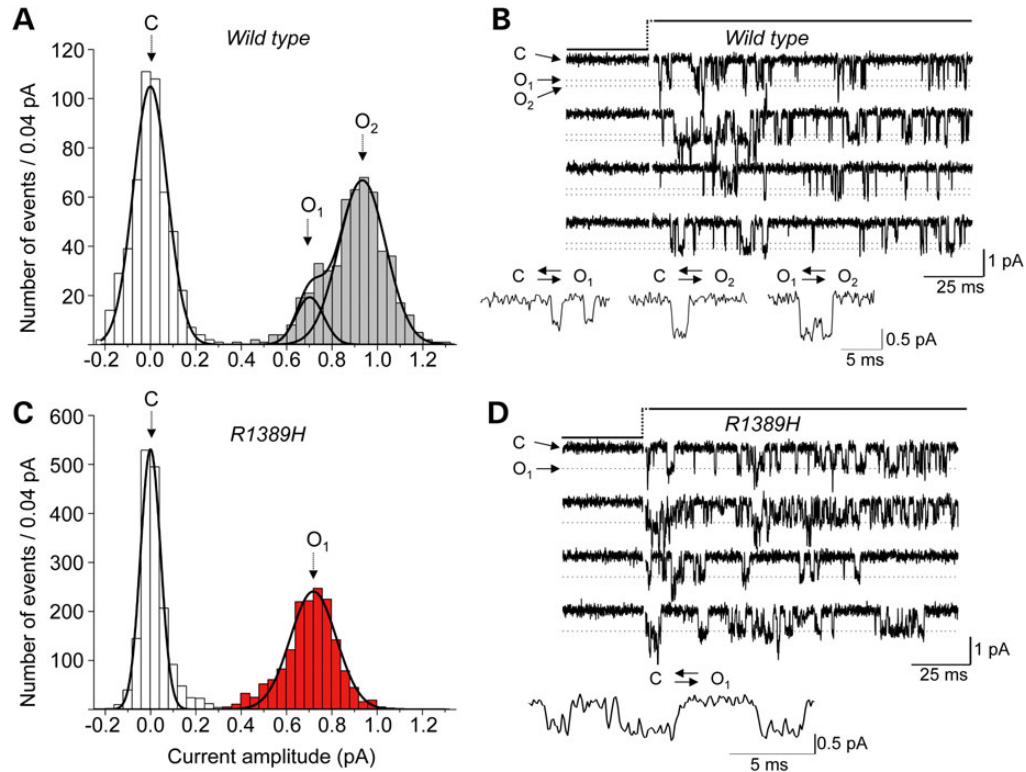 A
Wild type
C
O1
O2
Number of events / 0.04 pA
120
100
80
60
40
20
-0.2 0.0 0.2 0.4 0.6 0.8 1.0 1.2
B
Wild type
C
O1
O2
1 pA
25 ms
C O1
C O2
O1 O2
0.5 pA
5 ms
C
R1389H
C
O1
Number of events / 0.04 pA
600
500
400
300
200
100
-0.2 0.0 0.2 0.4 0.6 0.8 1.0 1.2
Current amplitude (pA)
D
R1389H
C
O1
1 pA
25 ms
C O1
0.5 pA
5 ms